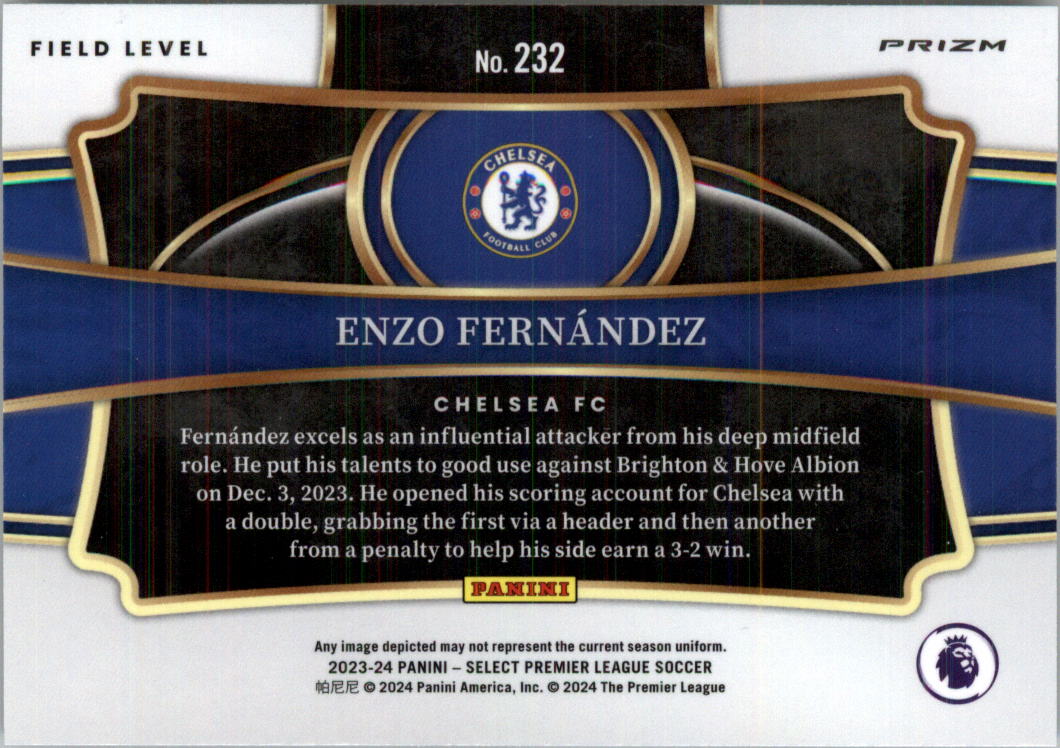 FIELD LEVEL
No. 232
PRIZM
CHELSEA
FOOTBALL CLUB
ENZO FERNÁNDEZ
CHELSEA FC
Fernández excels as an influential attacker from his deep midfield
role. He put his talents to good use against Brighton & Hove Albion
on Dec. 3, 2023. He opened his scoring account for Chelsea with
a double, grabbing the first via a header and then another
from a penalty to help his side earn a 3-2 win.
PANINI
Any image depicted may not represent the current season uniform.
2023-24 PANINI – SELECT PREMIER LEAGUE SOCCER
帕尼尼 © 2024 Panini America, Inc. © 2024 The Premier League